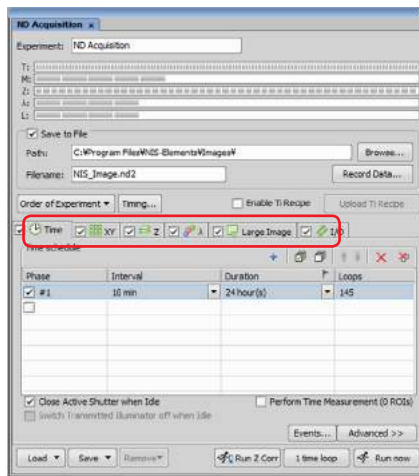 ND Acquisition x
Experiment: ND Acquisition
T:
M:
Z:
λ:
L:
Save to File
Path: C:¥Program Files¥NIS-Elements¥Images¥ Browse...
Filename: NIS_Image.nd2 Record Data...
Order of Experiment Timing... Enable Ti Recipe Upload Ti Recipe
Time XY Z λ Large Image I/O
Time schedule
Phase Interval Duration Loops
#1 10 min 24 hour(s) 145
Close Active Shutter when Idle Perform Time Measurement (0 ROIs)
Switch Transmitted Illuminator off when Idle
Events... Advanced >>
Load Save Remove Run Z Corr 1 time loop Run now